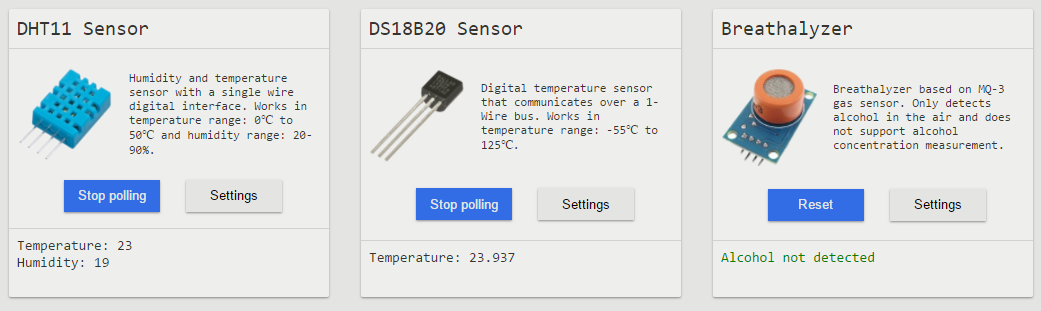 DHT11 Sensor
Humidity and temperature
sensor with a single wire
digital interface. Works in
temperature range: 0℃ to
50℃ and humidity range: 20-
90%.
Stop polling
Settings
Temperature: 23
Humidity: 19
DS18B20 Sensor
Digital temperature sensor
that communicates over a 1-
Wire bus. Works in
temperature range: -55℃ to
125℃.
Stop polling
Settings
Temperature: 23.937
Breathalyzer
Breathalyzer based on MQ-3
gas sensor. Only detects
alcohol in the air and does
not support alcohol
concentration measurement.
Reset
Settings
Alcohol not detected